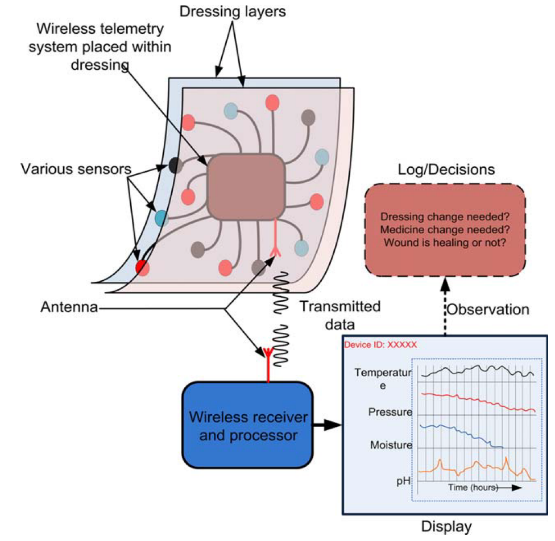 Dressing layers
Wireless telemetry
system placed within
dressing
Various sensors
Log/Decisions
Dressing change needed?
Medicine change needed?
Wound is healing or not?
Antenna
Transmitted
data
Observation
Device ID: XXXXX
Temperatur
e
Pressure
Moisture
pH
Time (hours)
Wireless receiver
and processor
Display